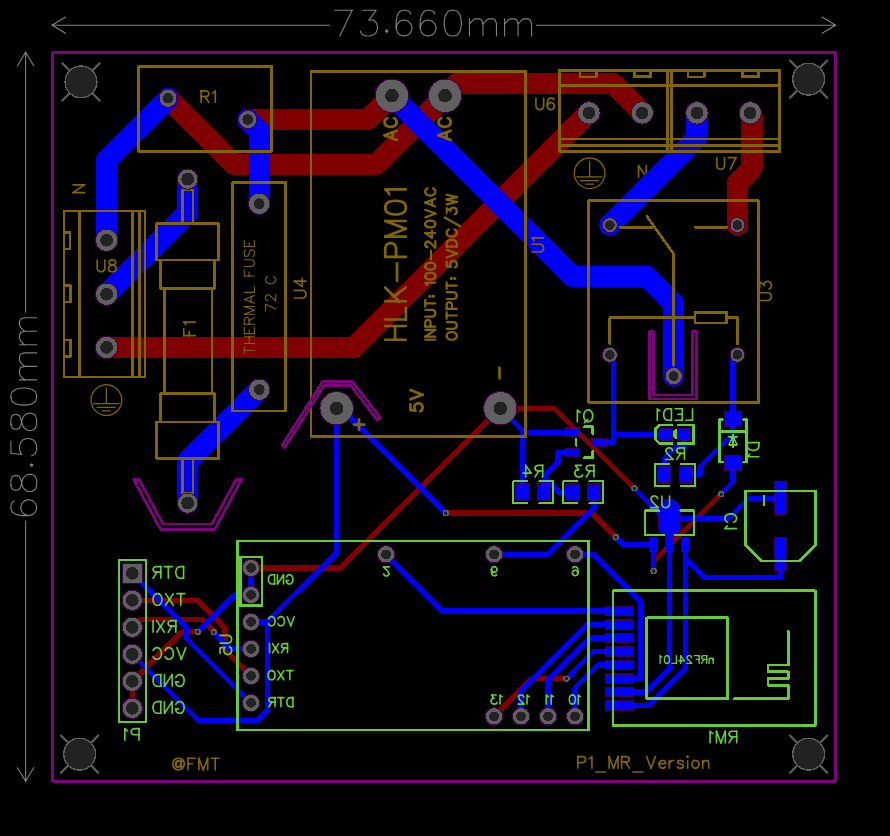 73.660mm
R1
U6
AC
AC
N
U7
N
U8
HLK-PM01
INPUT: 100-240VAC
OUTPUT: 5VDC/3W
U1
THERMAL FUSE
72 C
U4
U3
F1
5V
+
-
Q1
LED1
D1
R2
R4
R3
U2
C1
68.580mm
DTR
TXO
RXI
VCC
GND
GND
P1
GND
VCC
RXI
TXO
DTR
U5
2
9
6
13
12
11
10
nRF24L01
RM1
@FMT
P1_MR_Version